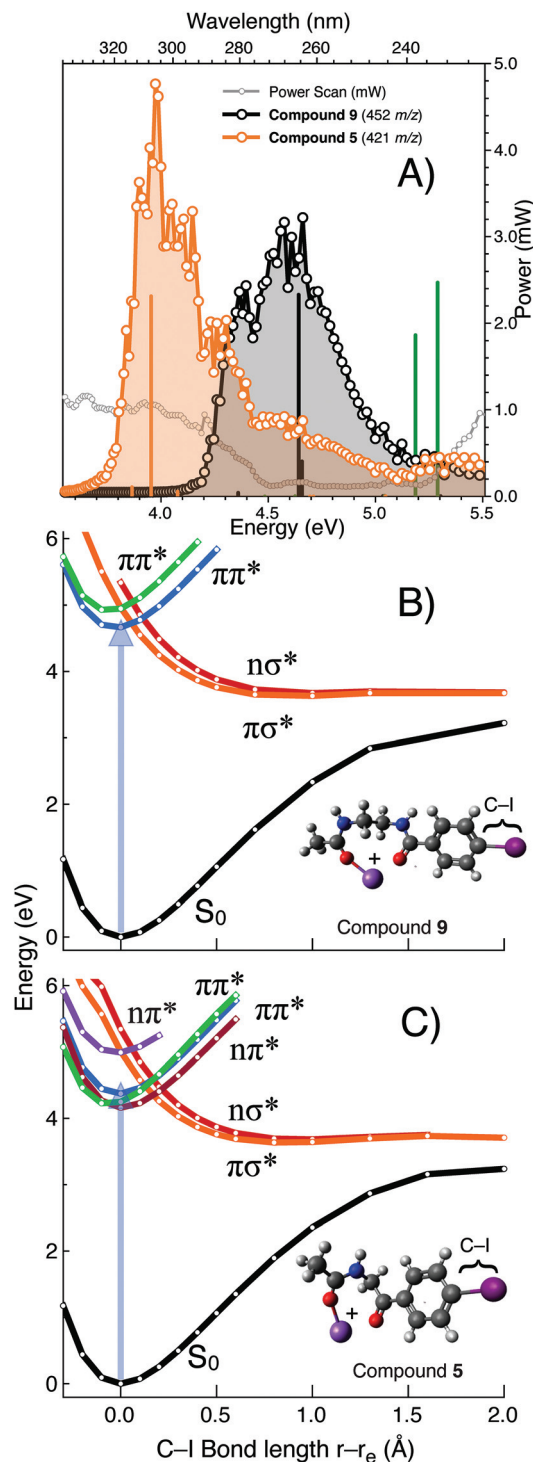 Wavelength (nm)
320 300 280 260 240
Power Scan (mW)
Compound 9 (452 m/z)
Compound 5 (421 m/z)
A)
5.0
4.0
3.0
2.0
1.0
0.0
Power (mW)
4.0 4.5 5.0 5.5
Energy (eV)
B)
ππ*
ππ*
nσ*
πσ*
S0
6
4
2
0
C–I
+
Compound 9
Energy (eV)
C)
nπ*
ππ*
ππ*
nπ*
nσ*
πσ*
S0
6
4
2
0
C–I
+
Compound 5
0.0 0.5 1.0 1.5 2.0
C–I Bond length r–re (Å)